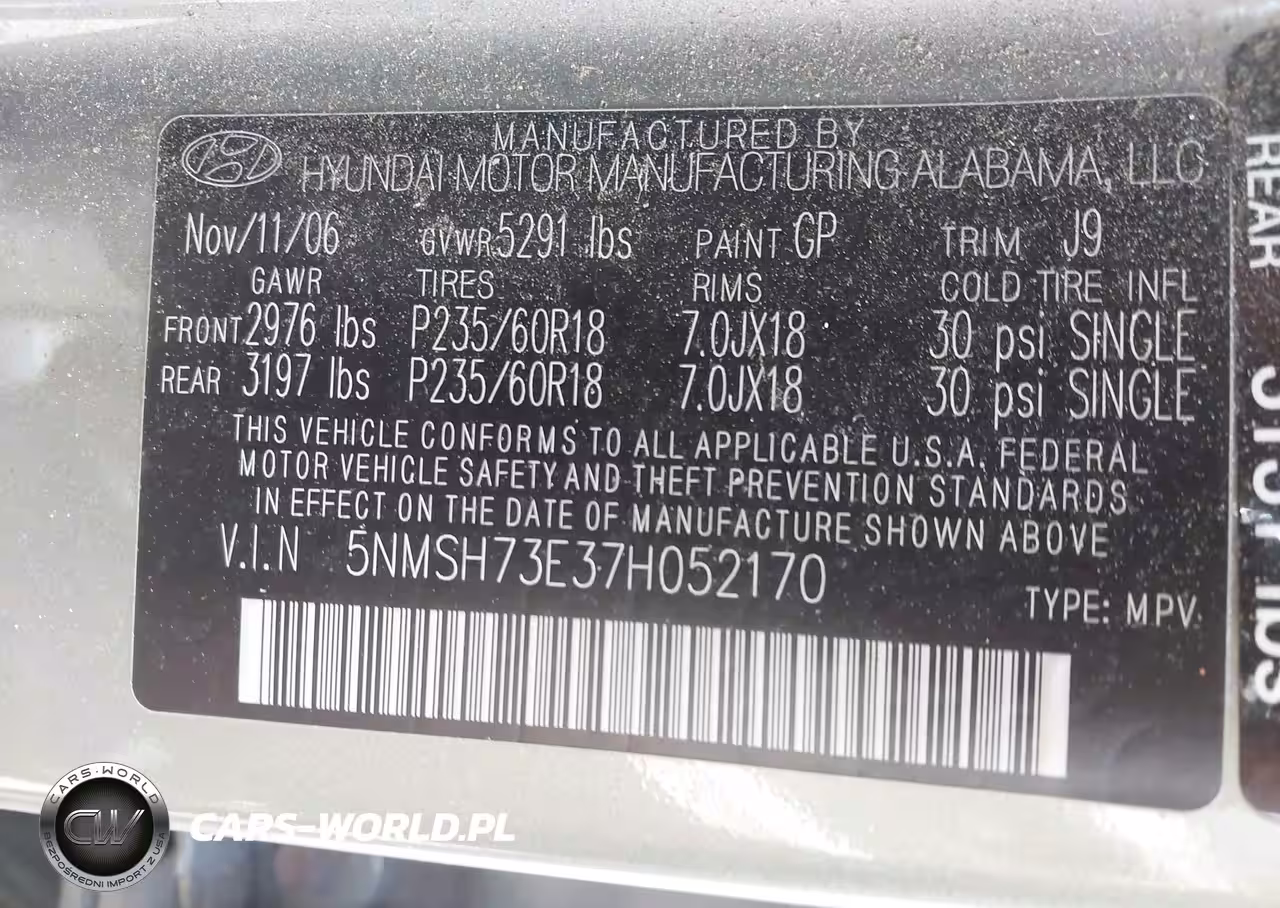 MANUFACTURED BY
HYUNDAI MOTOR MANUFACTURING ALABAMA, LLC
Nov/11/06 GVWR 5291 lbs PAINT GP TRIM J9
GAWR TIRES RIMS COLD TIRE INFL
FRONT 2976 lbs P235/60R18 7.0JX18 30 psi SINGLE
REAR 3197 lbs P235/60R18 7.0JX18 30 psi SINGLE
THIS VEHICLE CONFORMS TO ALL APPLICABLE U.S.A. FEDERAL
MOTOR VEHICLE SAFETY AND THEFT PREVENTION STANDARDS
IN EFFECT ON THE DATE OF MANUFACTURE SHOWN ABOVE
V.I.N 5NMSH73E37H052170
TYPE: MPV
REAR
lbs
CARS-WORLD
CW
BEZPOŚREDNI IMPORT Z USA
CARS-WORLD.PL